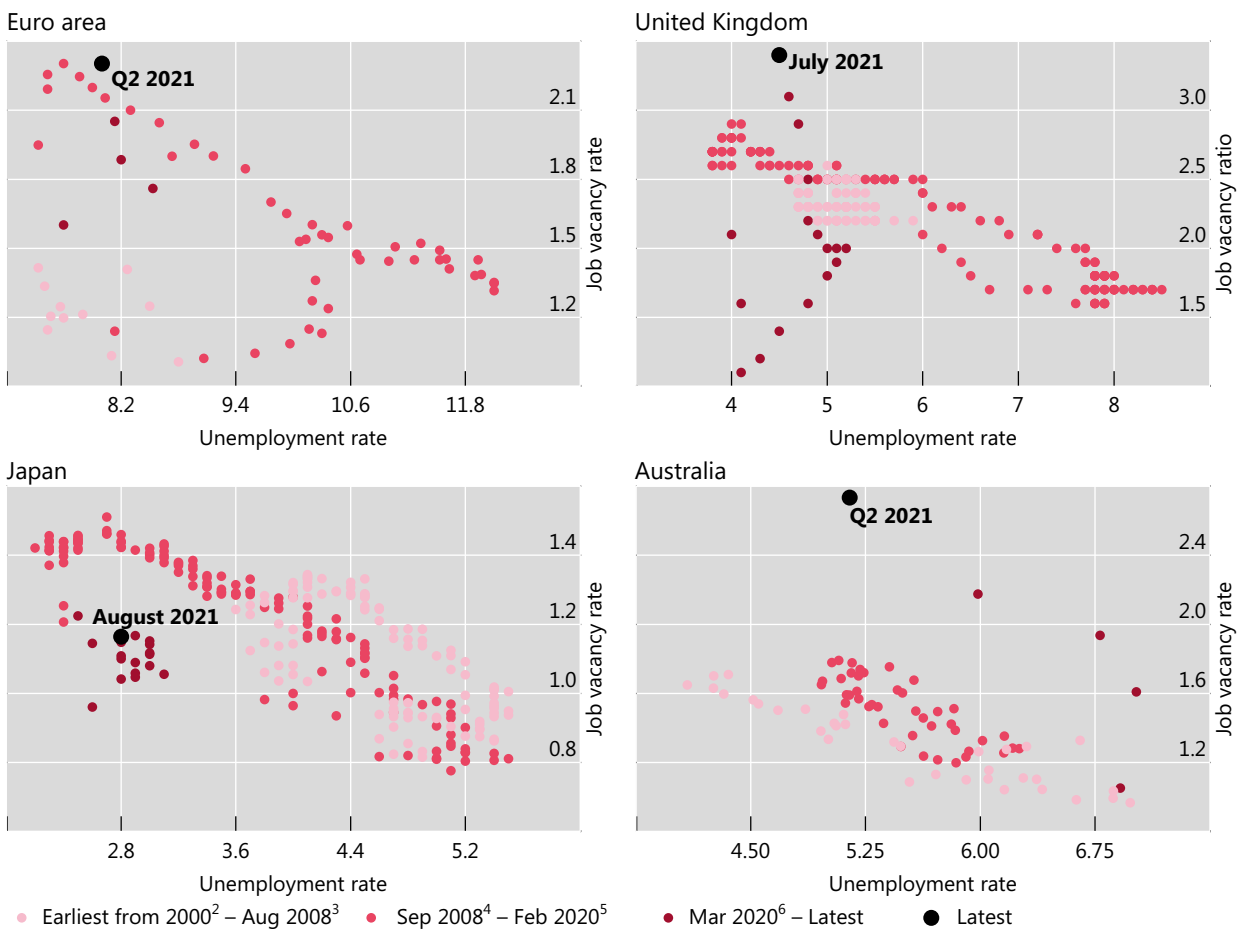 Euro area
Q2 2021
2.1
1.8
1.5
1.2
Job vacancy rate
8.2 9.4 10.6 11.8
Unemployment rate
United Kingdom
July 2021
3.0
2.5
2.0
1.5
Job vacancy ratio
4 5 6 7 8
Unemployment rate
Japan
August 2021
1.4
1.2
1.0
0.8
Job vacancy rate
2.8 3.6 4.4 5.2
Unemployment rate
Australia
Q2 2021
2.4
2.0
1.6
1.2
Job vacancy rate
4.50 5.25 6.00 6.75
Unemployment rate
Earliest from 2000² – Aug 2008³ Sep 2008⁴ – Feb 2020⁵ Mar 2020⁶ – Latest Latest